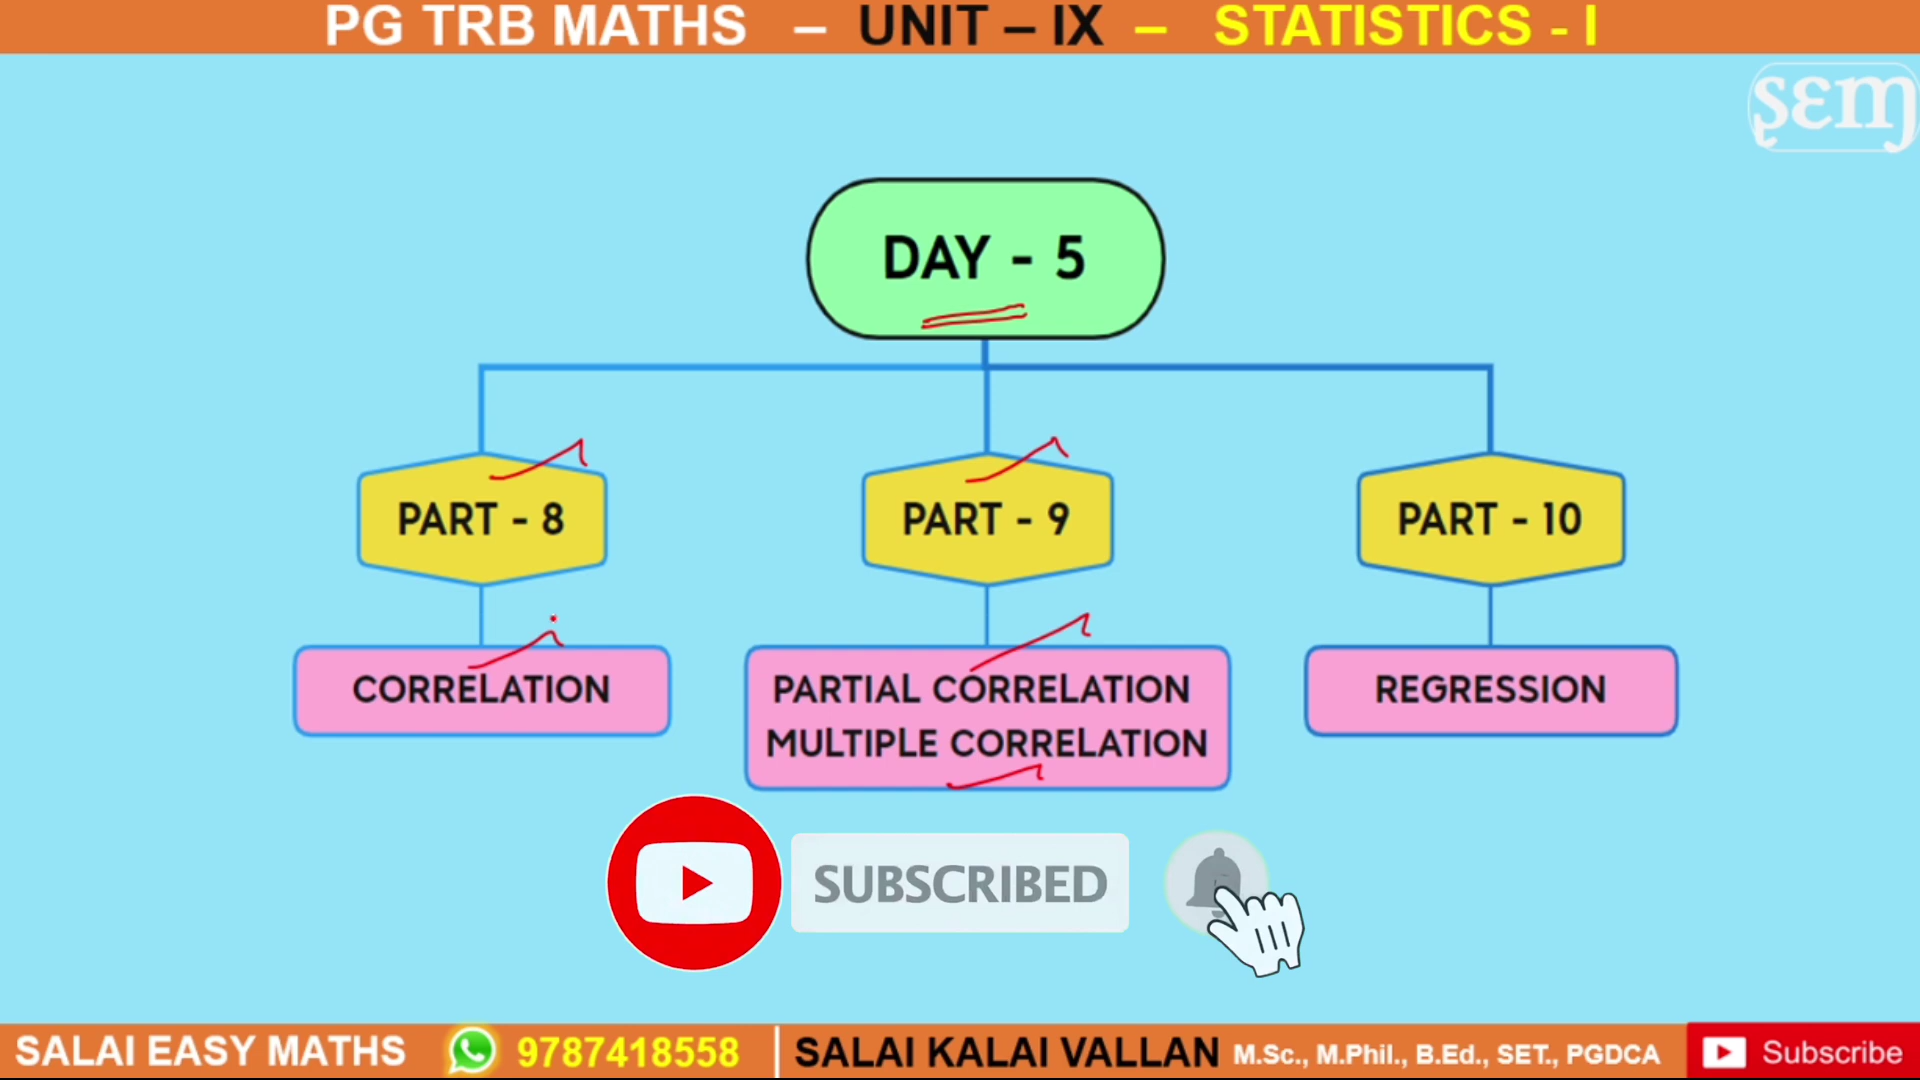 PG TRB MATHS – UNIT – IX – STATISTICS - I
sem
DAY - 5
PART - 8
PART - 9
PART - 10
CORRELATION
PARTIAL CORRELATION
MULTIPLE CORRELATION
REGRESSION
SUBSCRIBED
SALAI EASY MATHS 9787418558 SALAI KALAI VALLAN M.Sc., M.Phil., B.Ed., SET., PGDCA Subscribe